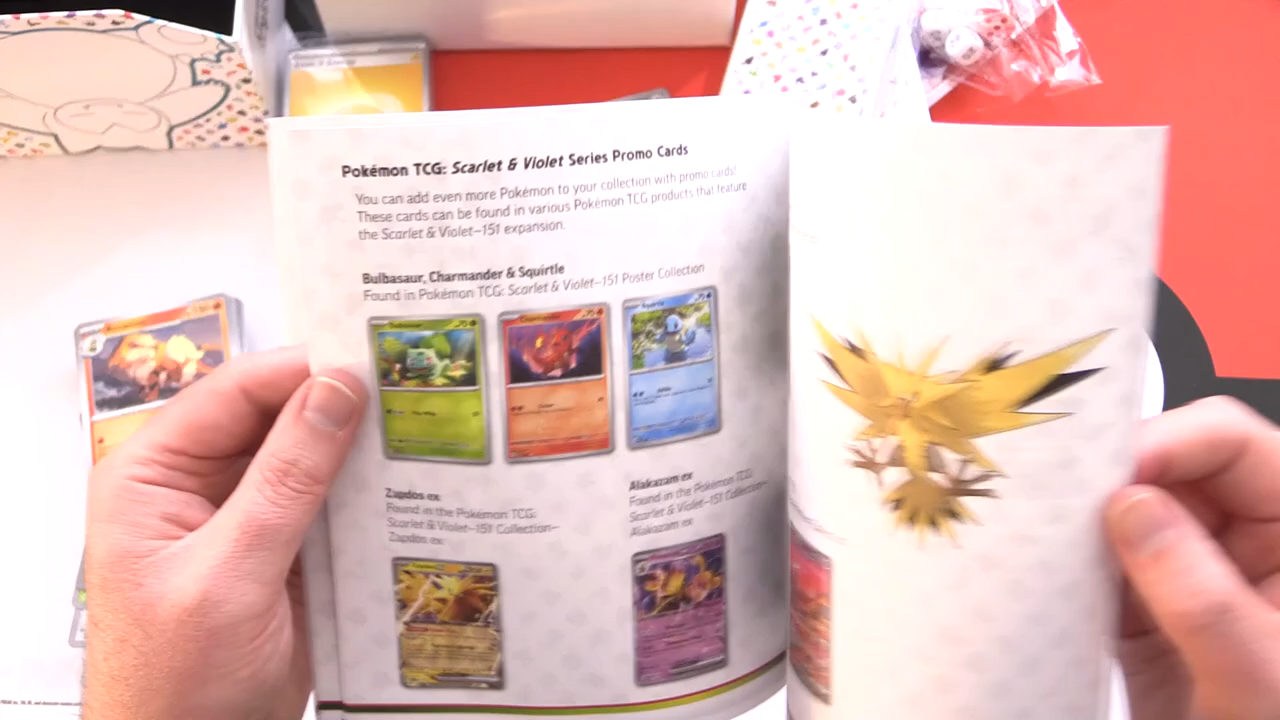 Pokémon TCG: Scarlet & Violet Series Promo Cards
You can add even more Pokémon to your collection with promo cards!
These cards can be found in various Pokémon TCG products that feature
the Scarlet & Violet–151 expansion.
Bulbasaur, Charmander & Squirtle
Found in Pokémon TCG: Scarlet & Violet–151 Poster Collection
Zapdos ex
Found in the Pokémon TCG:
Scarlet & Violet–151 Collection–
Zapdos ex
Alakazam ex
Found in the Pokémon TCG:
Scarlet & Violet–151 Collection–
Alakazam ex